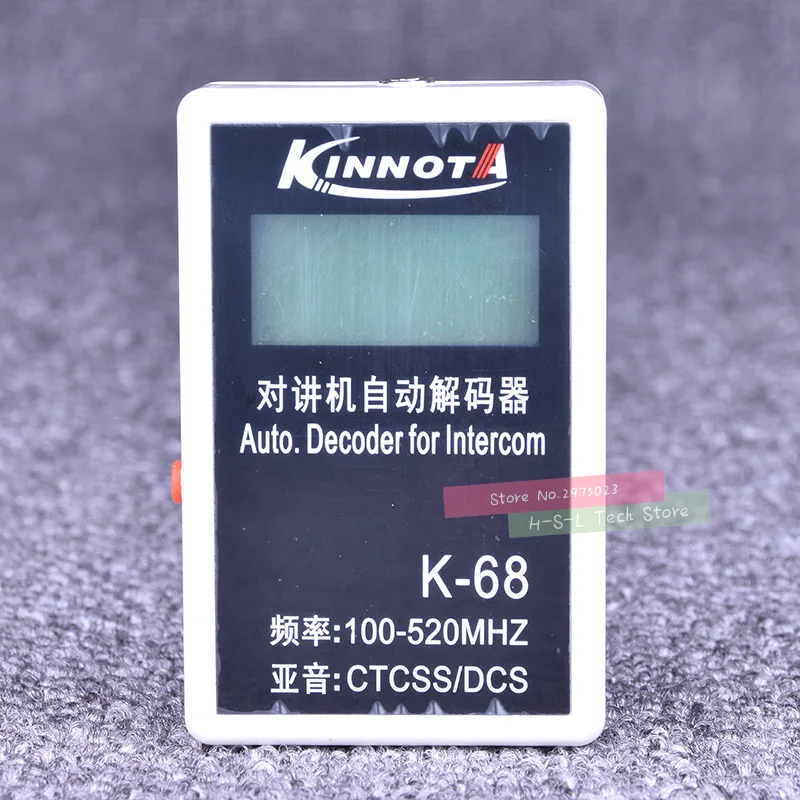 KINNOTA
对讲机自动解码器
Auto. Decoder for Intercom
Store No.2973023
H-S-L Tech Store
K-68
频率:100-520MHZ
亚音:CTCSS/DCS